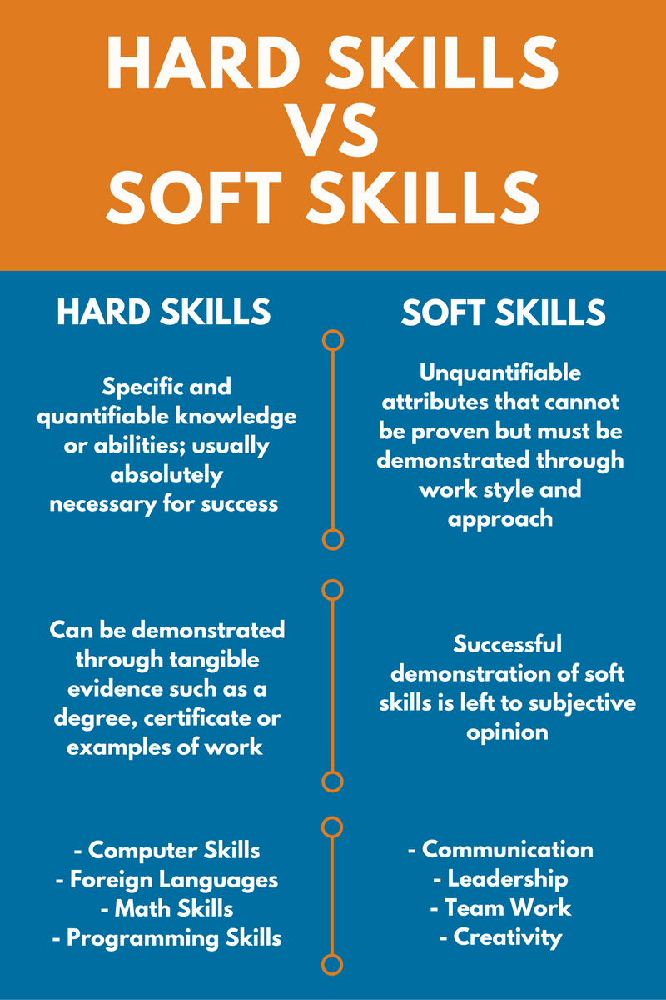 HARD SKILLS
VS
SOFT SKILLS
HARD SKILLS
Specific and
quantifiable knowledge
or abilities; usually
absolutely
necessary for success
Can be demonstrated
through tangible
evidence such as a
degree, certificate or
examples of work
- Computer Skills
- Foreign Languages
- Math Skills
- Programming Skills
SOFT SKILLS
Unquantifiable
attributes that cannot
be proven but must be
demonstrated through
work style and
approach
Successful
demonstration of soft
skills is left to subjective
opinion
- Communication
- Leadership
- Team Work
- Creativity